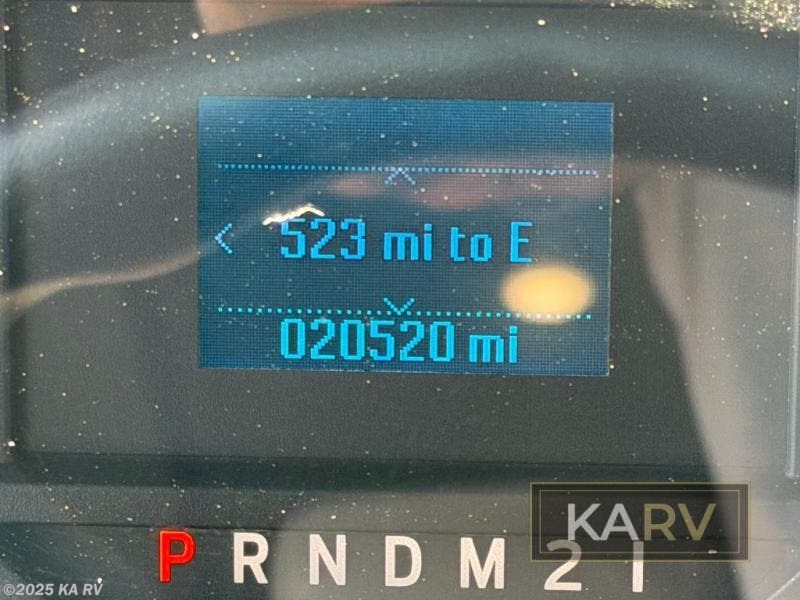 523 mi to E
020520 mi
P R N D M 2 1
KARV
©2025 KA RV